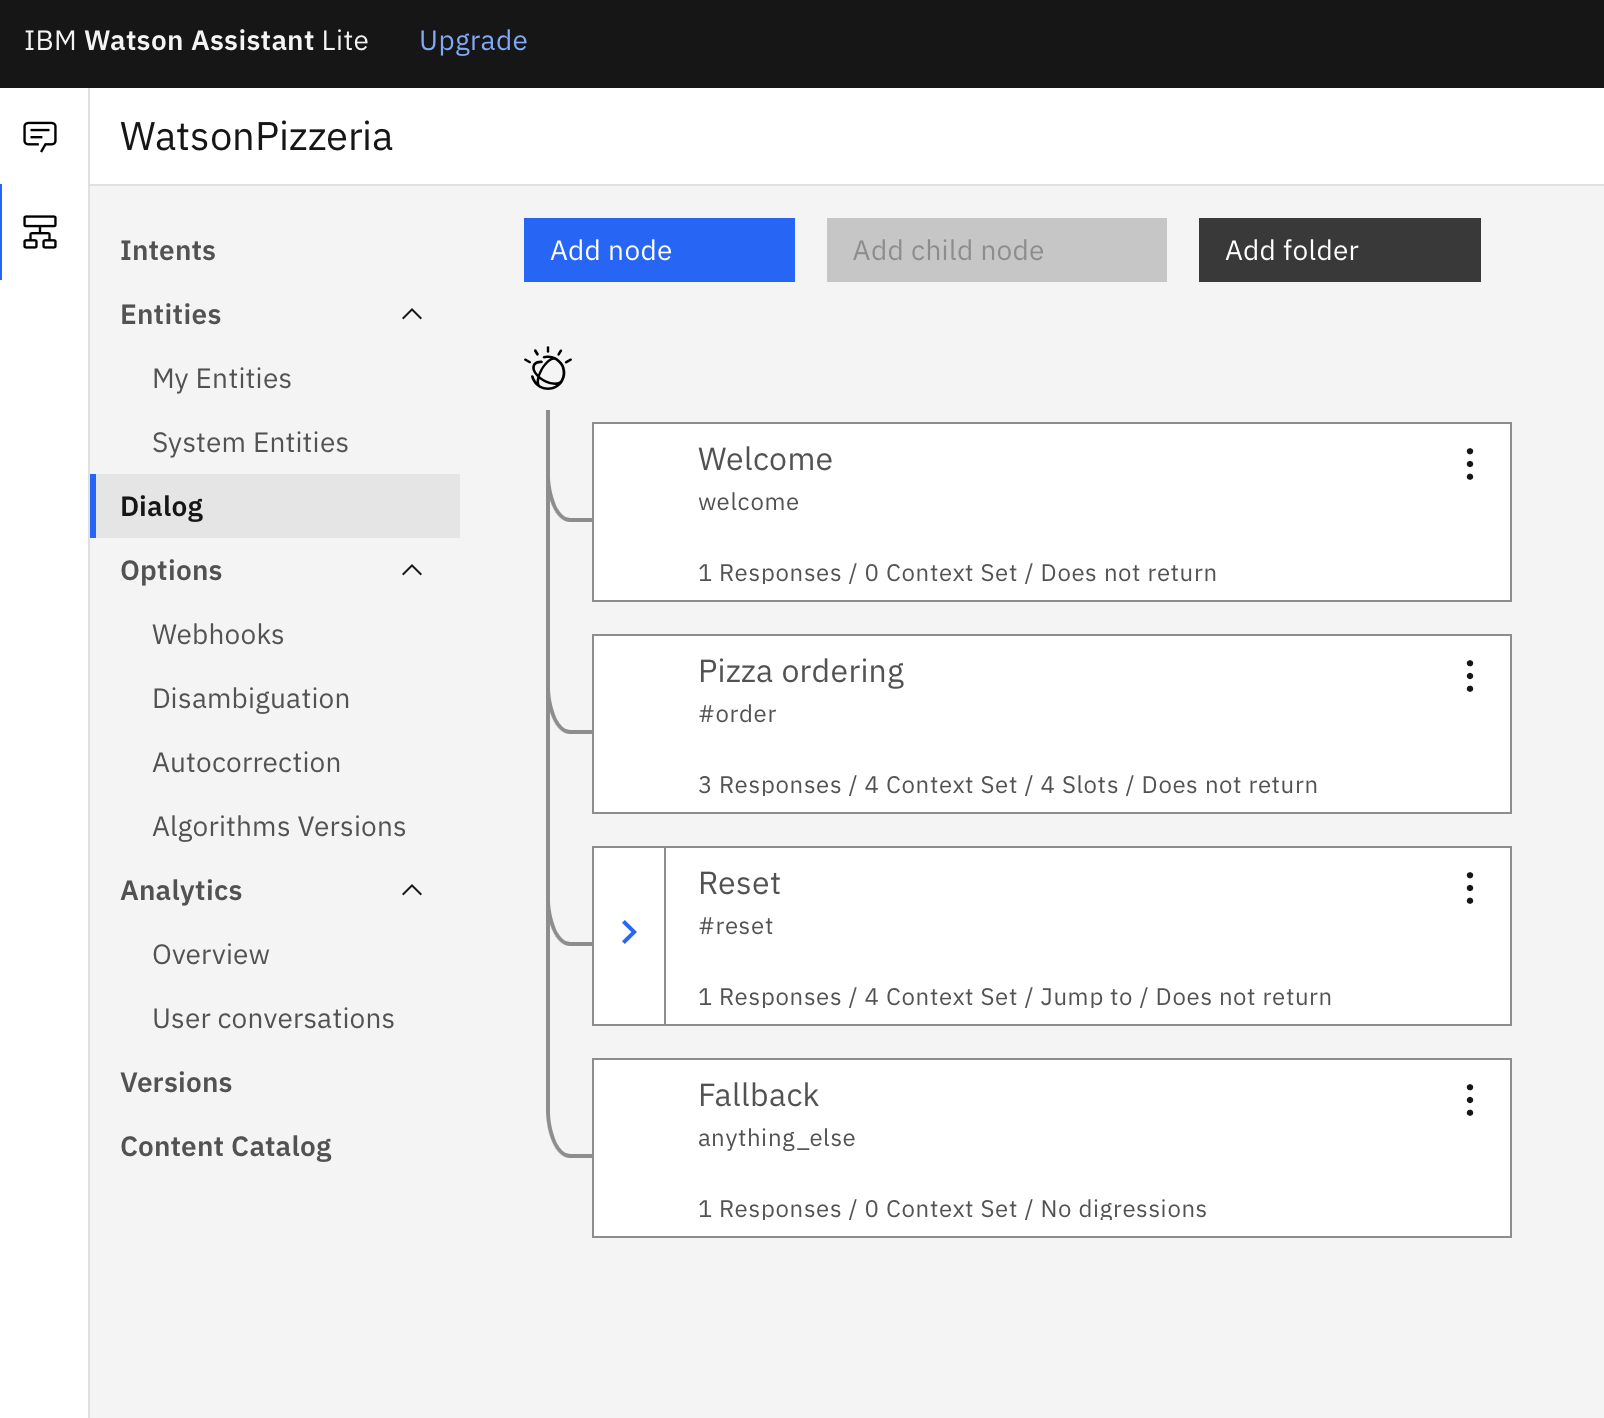 IBM Watson Assistant Lite
Upgrade
WatsonPizzeria
Intents
Entities
My Entities
System Entities
Dialog
Options
Webhooks
Disambiguation
Autocorrection
Algorithms Versions
Analytics
Overview
User conversations
Versions
Content Catalog
Add node
Add child node
Add folder
Welcome
welcome
1 Responses / 0 Context Set / Does not return
Pizza ordering
#order
3 Responses / 4 Context Set / 4 Slots / Does not return
Reset
#reset
1 Responses / 4 Context Set / Jump to / Does not return
Fallback
anything_else
1 Responses / 0 Context Set / No digressions